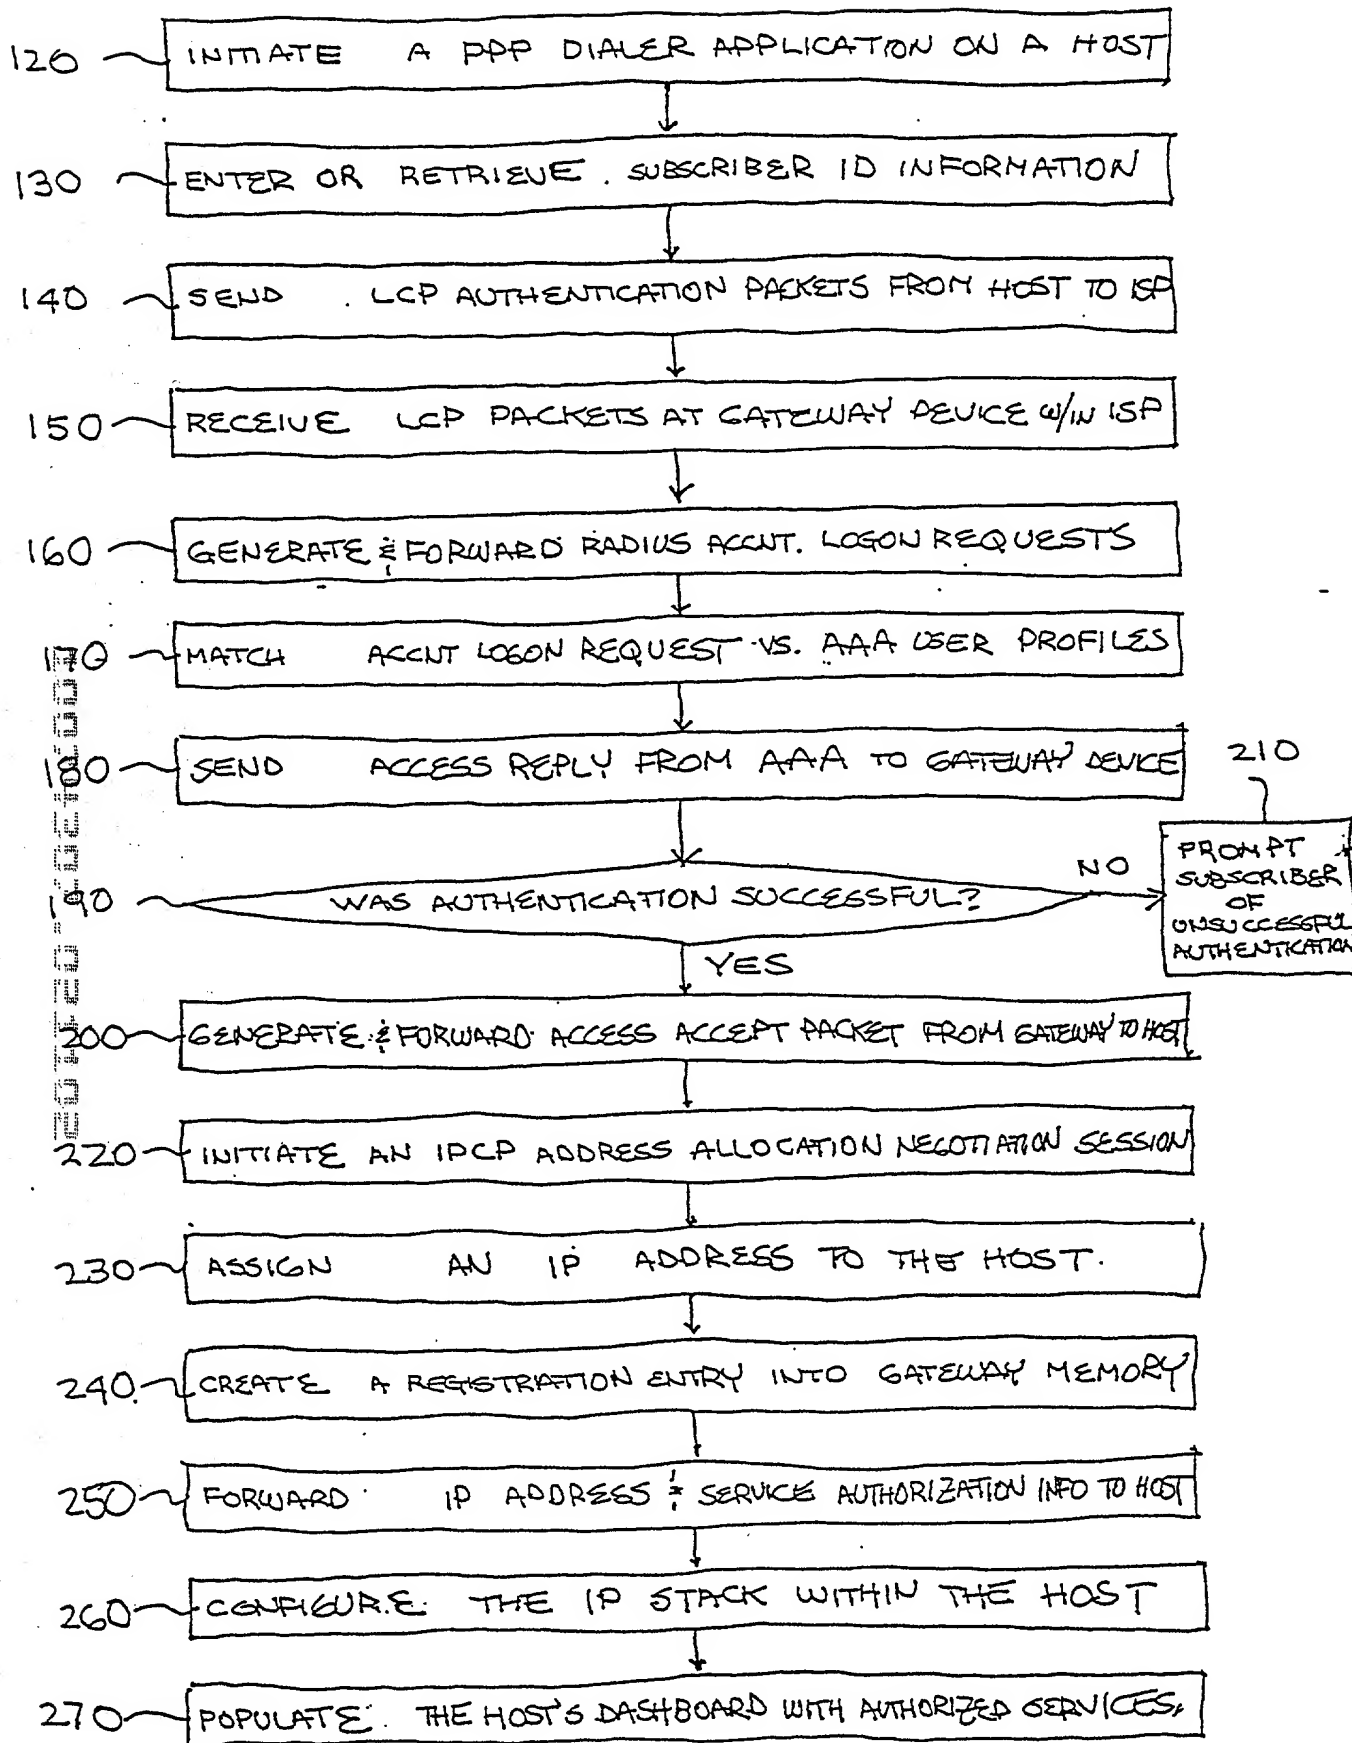 120 INITIATE A PPP DIALER APPLICATION ON A HOST
130 ENTER OR RETRIEVE SUBSCRIBER ID INFORMATION
140 SEND LCP AUTHENTICATION PACKETS FROM HOST TO ISP
150 RECEIVE LCP PACKETS AT GATEWAY DEVICE W/IN ISP
160 GENERATE & FORWARD RADIUS ACCNT. LOGON REQUESTS
170 MATCH ACCNT LOGON REQUEST VS. AAA USER PROFILES
180 SEND ACCESS REPLY FROM AAA TO GATEWAY DEVICE
190 WAS AUTHENTICATION SUCCESSFUL?
NO
210
PROMPT
SUBSCRIBER
OF
UNSUCCESSFUL
AUTHENTICATION
YES
200 GENERATE & FORWARD ACCESS ACCEPT PACKET FROM GATEWAY TO HOST
220 INITIATE AN IPCP ADDRESS ALLOCATION NEGOTIATION SESSION
230 ASSIGN AN IP ADDRESS TO THE HOST.
240 CREATE A REGISTRATION ENTRY INTO GATEWAY MEMORY
250 FORWARD IP ADDRESS & SERVICE AUTHORIZATION INFO TO HOST
260 CONFIGURE THE IP STACK WITHIN THE HOST
270 POPULATE THE HOST'S DASHBOARD WITH AUTHORIZED SERVICES.